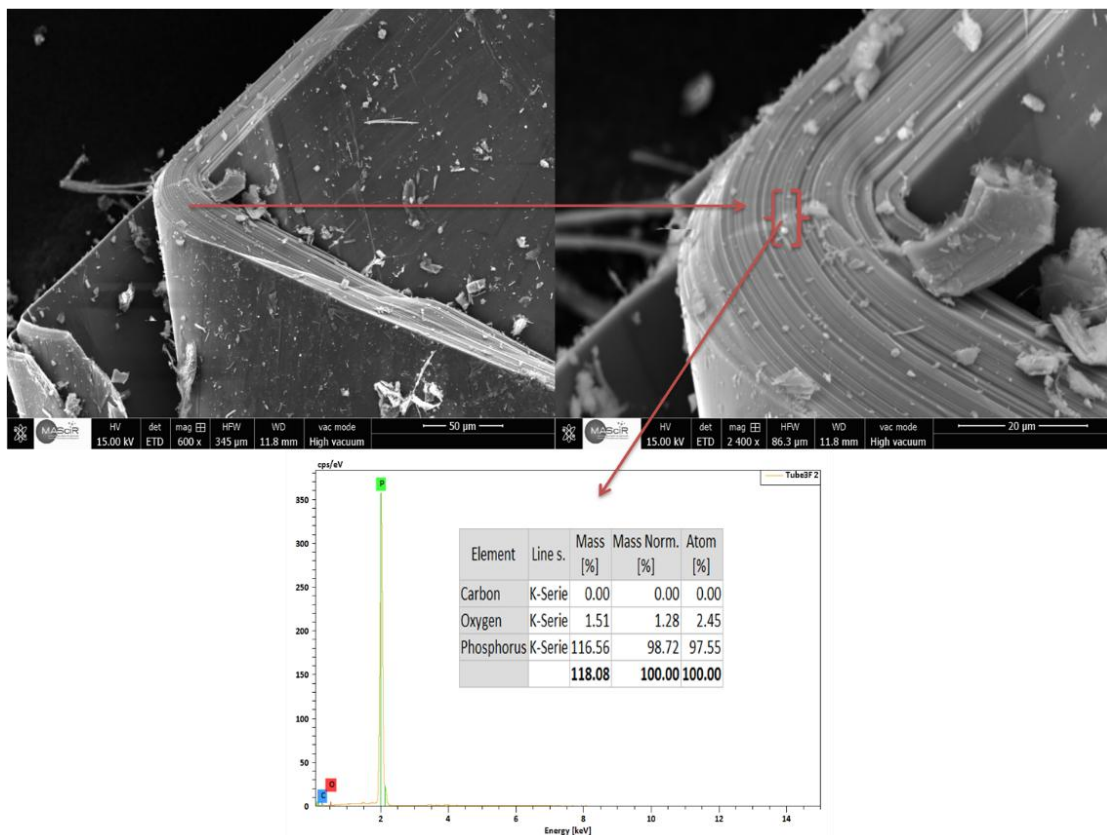 MAScIR
HV det mag HFW WD vac mode
15.00 kV ETD 600 x 345 µm 11.8 mm High vacuum
50 µm
MAScIR
HV det mag HFW WD vac mode
15.00 kV ETD 2 400 x 86.3 µm 11.8 mm High vacuum
20 µm
cps/eV
Tube3F 2
P
350
300
250
200
150
100
50
0
O
C
2 4 6 8 10 12 14
Energy [keV]
Element Line s. Mass [%] Mass Norm. [%] Atom [%]
Carbon K-Serie 0.00 0.00 0.00
Oxygen K-Serie 1.51 1.28 2.45
Phosphorus K-Serie 116.56 98.72 97.55
118.08 100.00 100.00